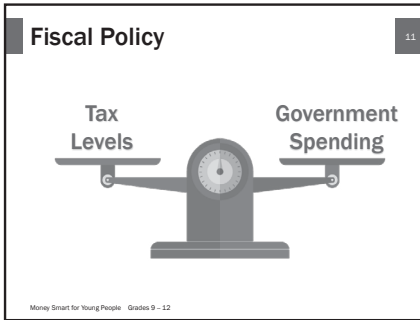 Fiscal Policy
11
Tax
Levels
Government
Spending
Money Smart for Young People Grades 9 – 12